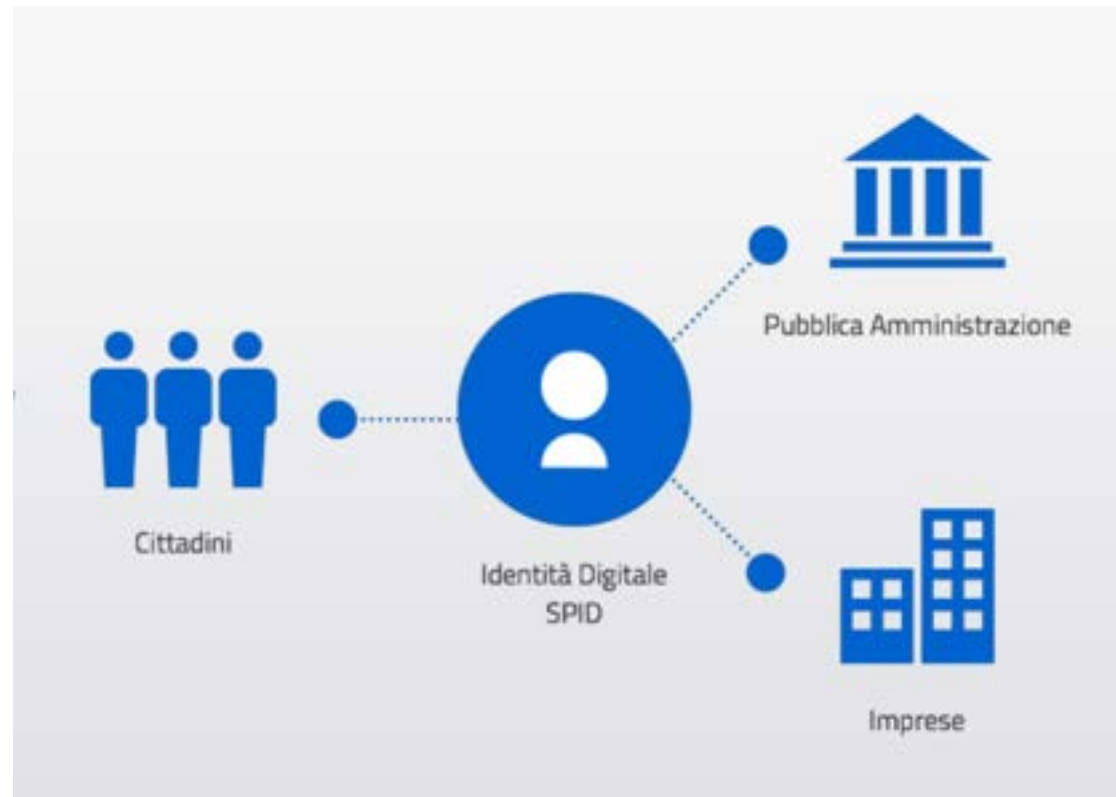 Pubblica Amministrazione
Cittadini
Identità Digitale
SPID
Imprese